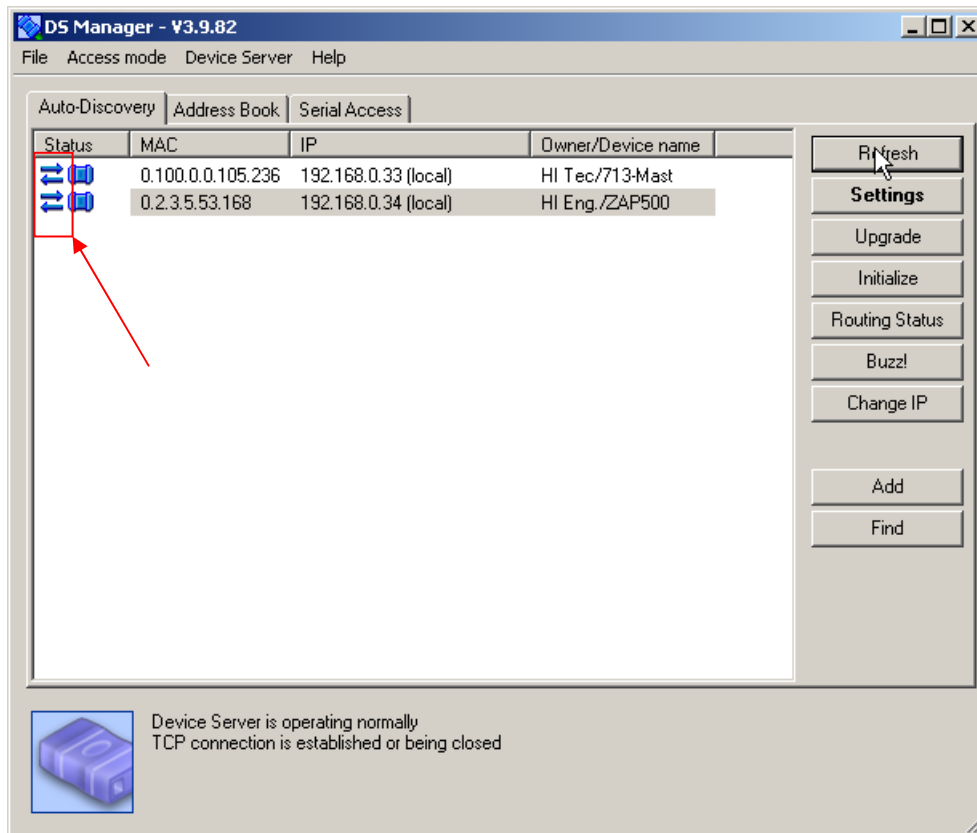 DS Manager - V3.9.82
File Access mode Device Server Help
Auto-Discovery Address Book Serial Access
Status MAC IP Owner/Device name
0.100.0.0.105.236 192.168.0.33 (local) HI Tec/713-Mast
0.2.3.5.53.168 192.168.0.34 (local) HI Eng./ZAP500
Refresh
Settings
Upgrade
Initialize
Routing Status
Buzz!
Change IP
Add
Find
Device Server is operating normally
TCP connection is established or being closed